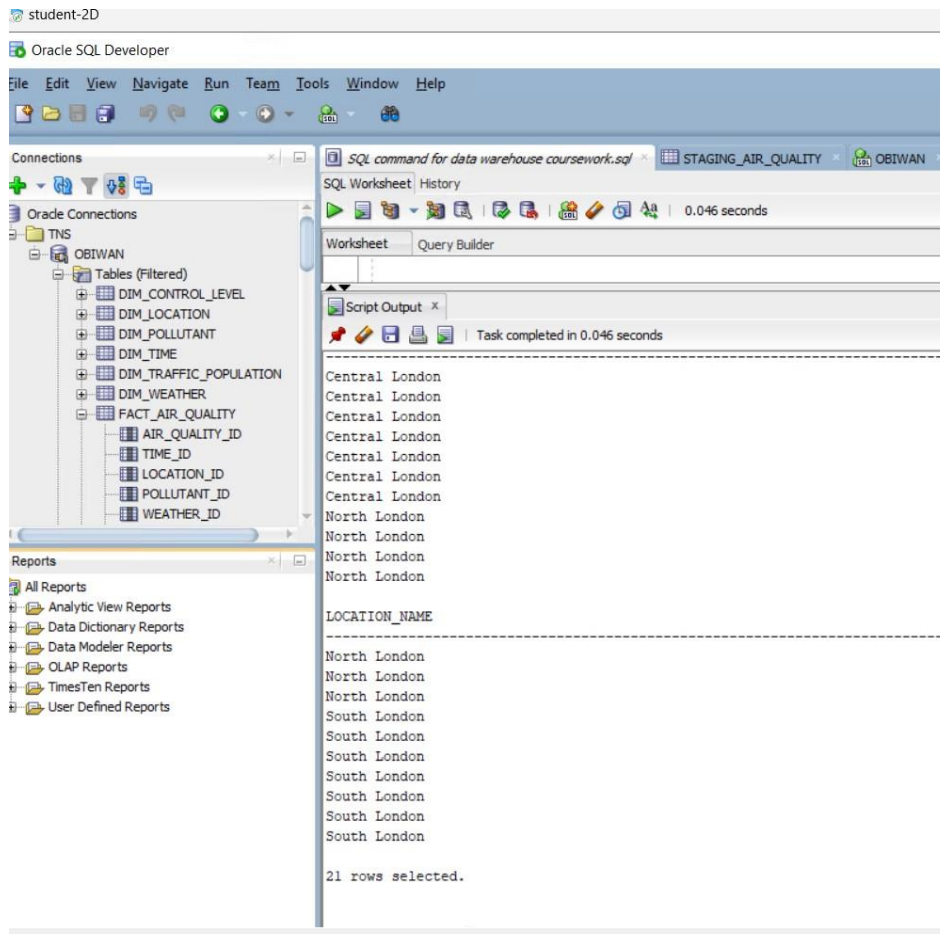 student-2D
Oracle SQL Developer
File Edit View Navigate Run Team Tools Window Help
Connections
Oracle Connections
TNS
OBIWAN
Tables (Filtered)
DIM_CONTROL_LEVEL
DIM_LOCATION
DIM_POLLUTANT
DIM_TIME
DIM_TRAFFIC_POPULATION
DIM_WEATHER
FACT_AIR_QUALITY
AIR_QUALITY_ID
TIME_ID
LOCATION_ID
POLLUTANT_ID
WEATHER_ID
Reports
All Reports
Analytic View Reports
Data Dictionary Reports
Data Modeler Reports
OLAP Reports
TimesTen Reports
User Defined Reports
SQL command for data warehouse coursework.sql STAGING_AIR_QUALITY OBIWAN
SQL Worksheet History
0.046 seconds
Worksheet Query Builder
Script Output x
Task completed in 0.046 seconds
--------------------------------------------------------------------------------
Central London
Central London
Central London
Central London
Central London
Central London
Central London
North London
North London
North London
North London
LOCATION_NAME
--------------------------------------------------------------------------------
North London
North London
North London
South London
South London
South London
South London
South London
South London
South London
21 rows selected.